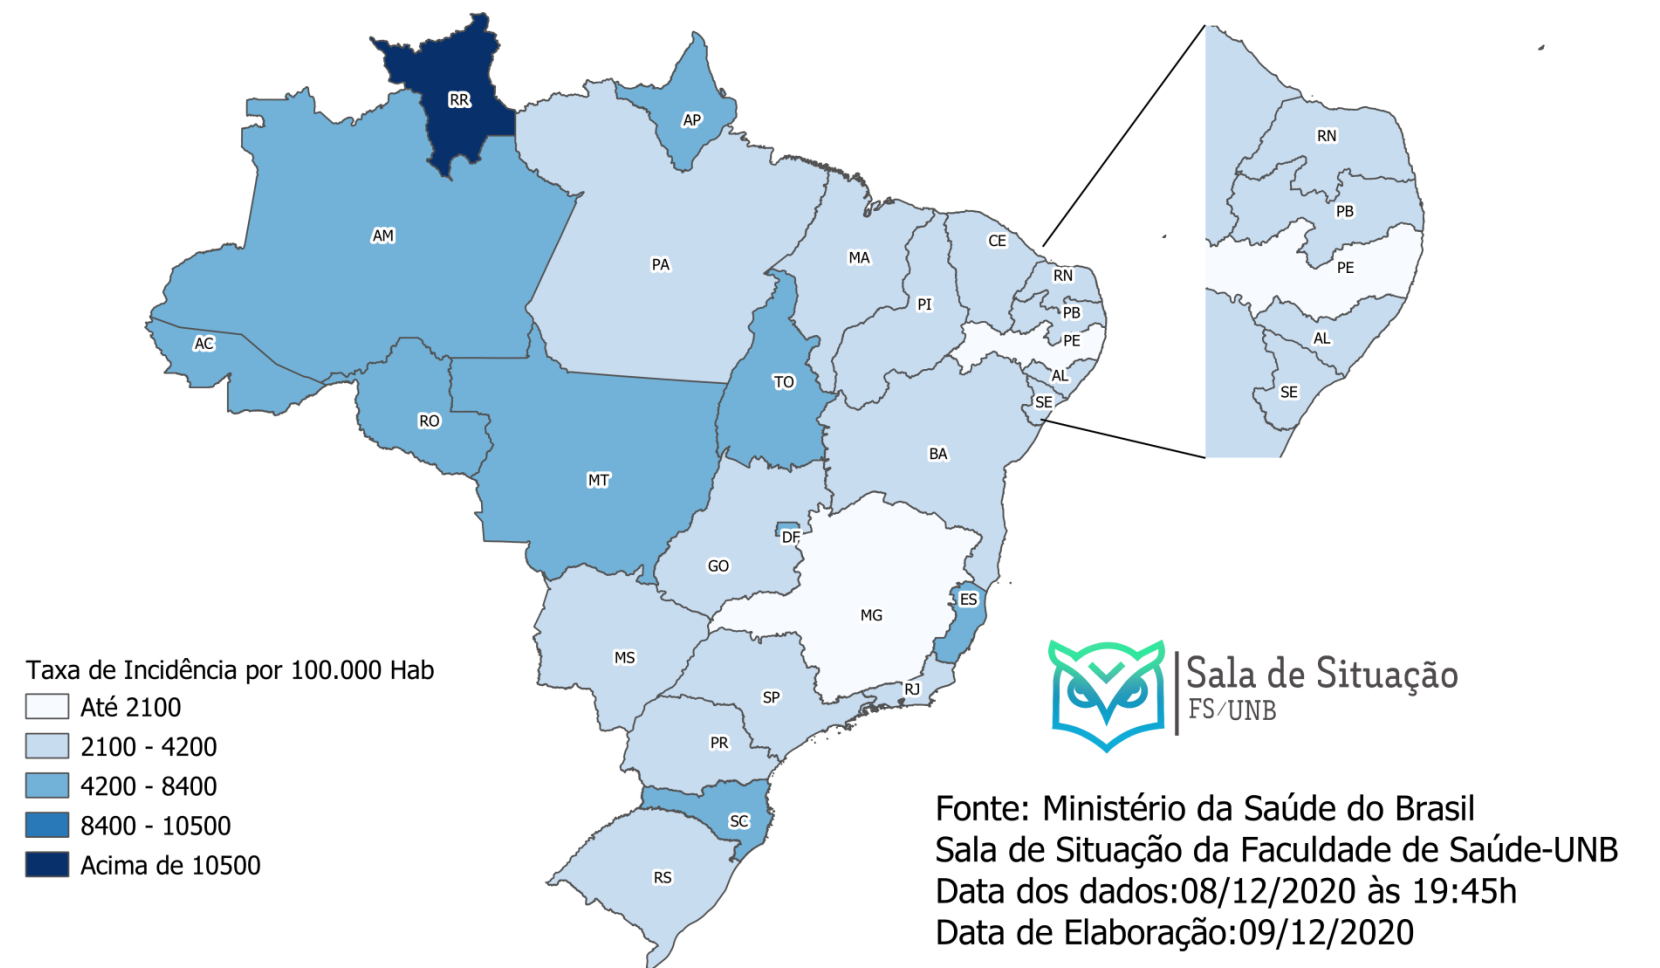 RR
AP
AM
PA
MA
CE
RN
PI
PB
PE
AC
TO
AL
SE
RO
BA
MT
DF
GO
ES
MG
MS
RJ
SP
PR
SC
RS
RN
PB
PE
AL
SE
Taxa de Incidência por 100.000 Hab
Até 2100
2100 - 4200
4200 - 8400
8400 - 10500
Acima de 10500
Sala de Situação
FS/UNB
Fonte: Ministério da Saúde do Brasil
Sala de Situação da Faculdade de Saúde-UNB
Data dos dados:08/12/2020 às 19:45h
Data de Elaboração:09/12/2020